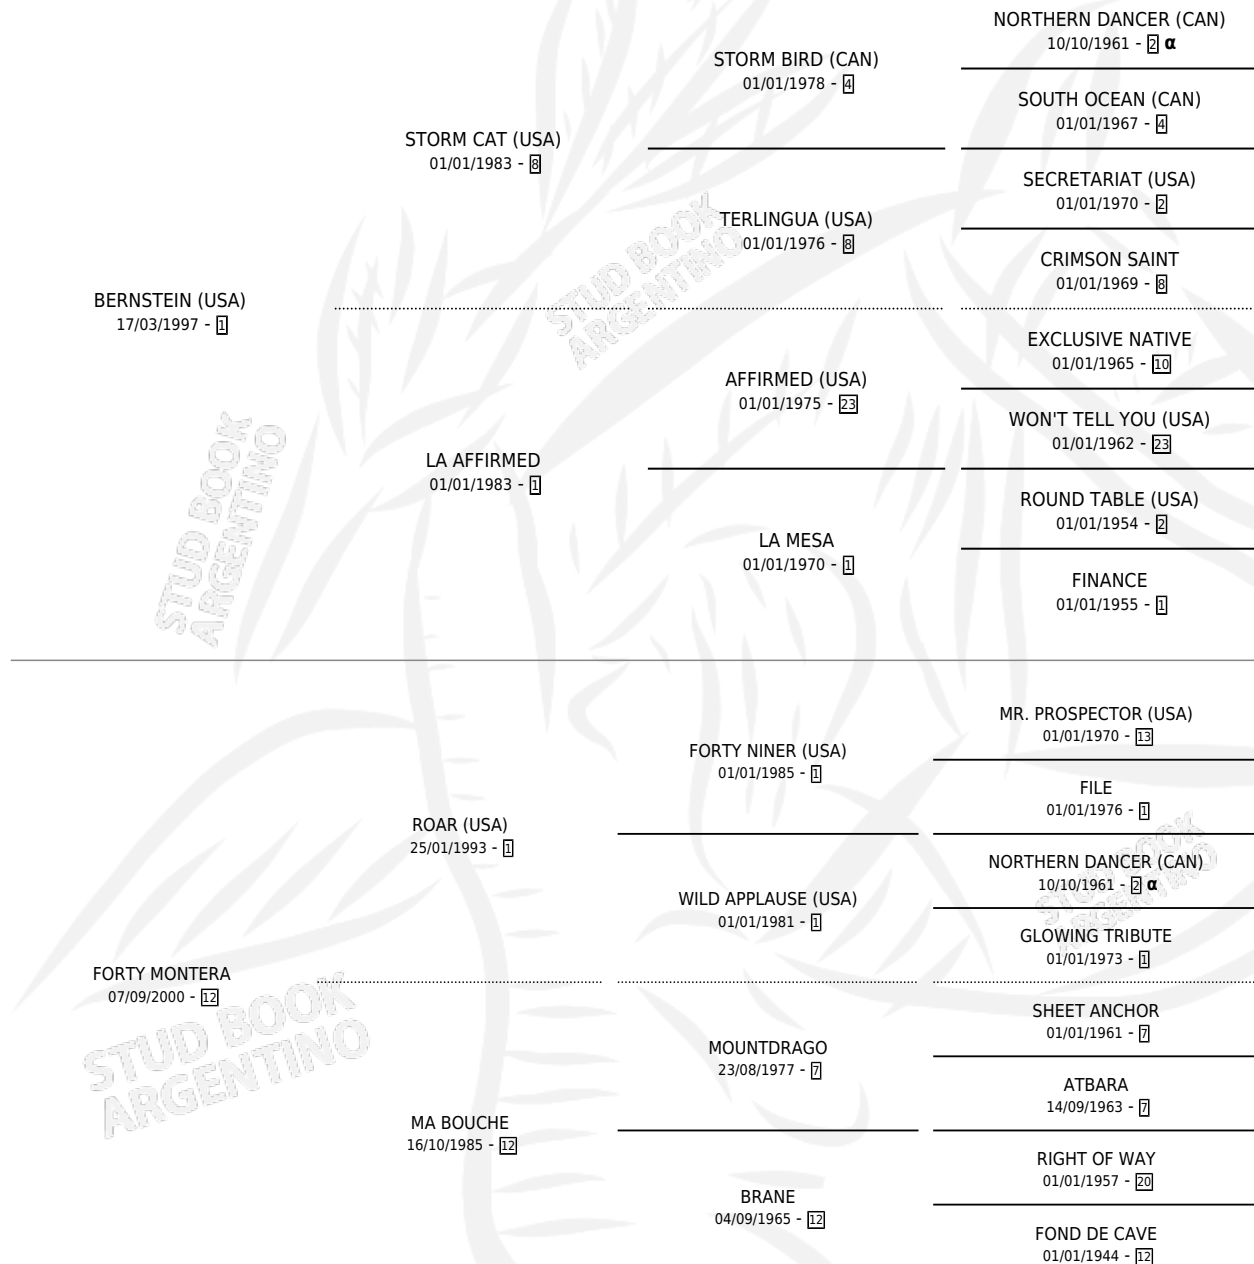 NORTHERN DANCER (CAN)
10/10/1961 - 2 α
STORM BIRD (CAN)
01/01/1978 - 4
SOUTH OCEAN (CAN)
01/01/1967 - 4
STORM CAT (USA)
01/01/1983 - 8
SECRETARIAT (USA)
01/01/1970 - 2
TERLINGUA (USA)
01/01/1976 - 8
CRIMSON SAINT
01/01/1969 - 8
STUD BOOK
ARGENTINO
BERNSTEIN (USA)
17/03/1997 - 1
EXCLUSIVE NATIVE
01/01/1965 - 10
AFFIRMED (USA)
01/01/1975 - 23
WON'T TELL YOU (USA)
01/01/1962 - 23
LA AFFIRMED
01/01/1983 - 1
ROUND TABLE (USA)
01/01/1954 - 2
LA MESA
01/01/1970 - 1
FINANCE
01/01/1955 - 1
STUD BOOK
ARGENTINO
MR. PROSPECTOR (USA)
01/01/1970 - 13
FORTY NINER (USA)
01/01/1985 - 1
FILE
01/01/1976 - 1
ROAR (USA)
25/01/1993 - 1
STUD BOOK
ARGENTINO
NORTHERN DANCER (CAN)
10/10/1961 - 2 α
WILD APPLAUSE (USA)
01/01/1981 - 1
GLOWING TRIBUTE
01/01/1973 - 1
FORTY MONTERA
07/09/2000 - 12
STUD BOOK
ARGENTINO
SHEET ANCHOR
01/01/1961 - 7
MOUNTDRAGO
23/08/1977 - 7
ATBARA
14/09/1963 - 7
MA BOUCHE
16/10/1985 - 12
RIGHT OF WAY
01/01/1957 - 20
BRANE
04/09/1965 - 12
FOND DE CAVE
01/01/1944 - 12